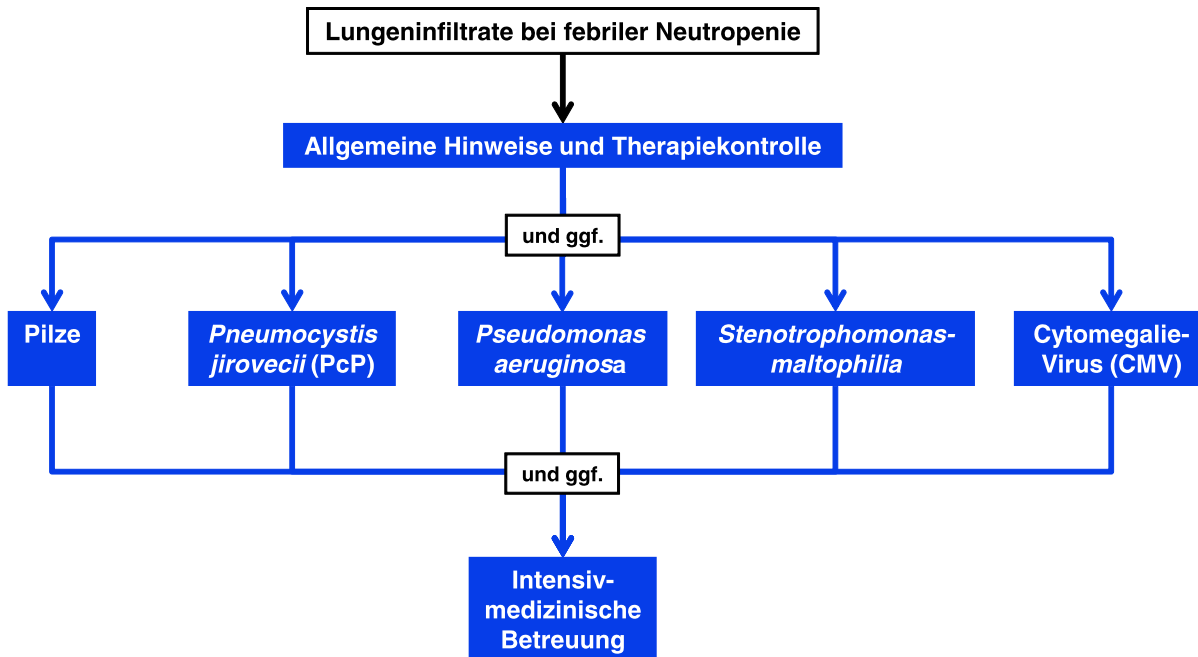 Lungeninfiltrate bei febriler Neutropenie
Allgemeine Hinweise und Therapiekontrolle
und ggf.
Pilze
Pneumocystis
jirovecii (PcP)
Pseudomonas
aeruginosa
Stenotrophomonas-
maltophilia
Cytomegalie-
Virus (CMV)
und ggf.
Intensiv-
medizinische
Betreuung